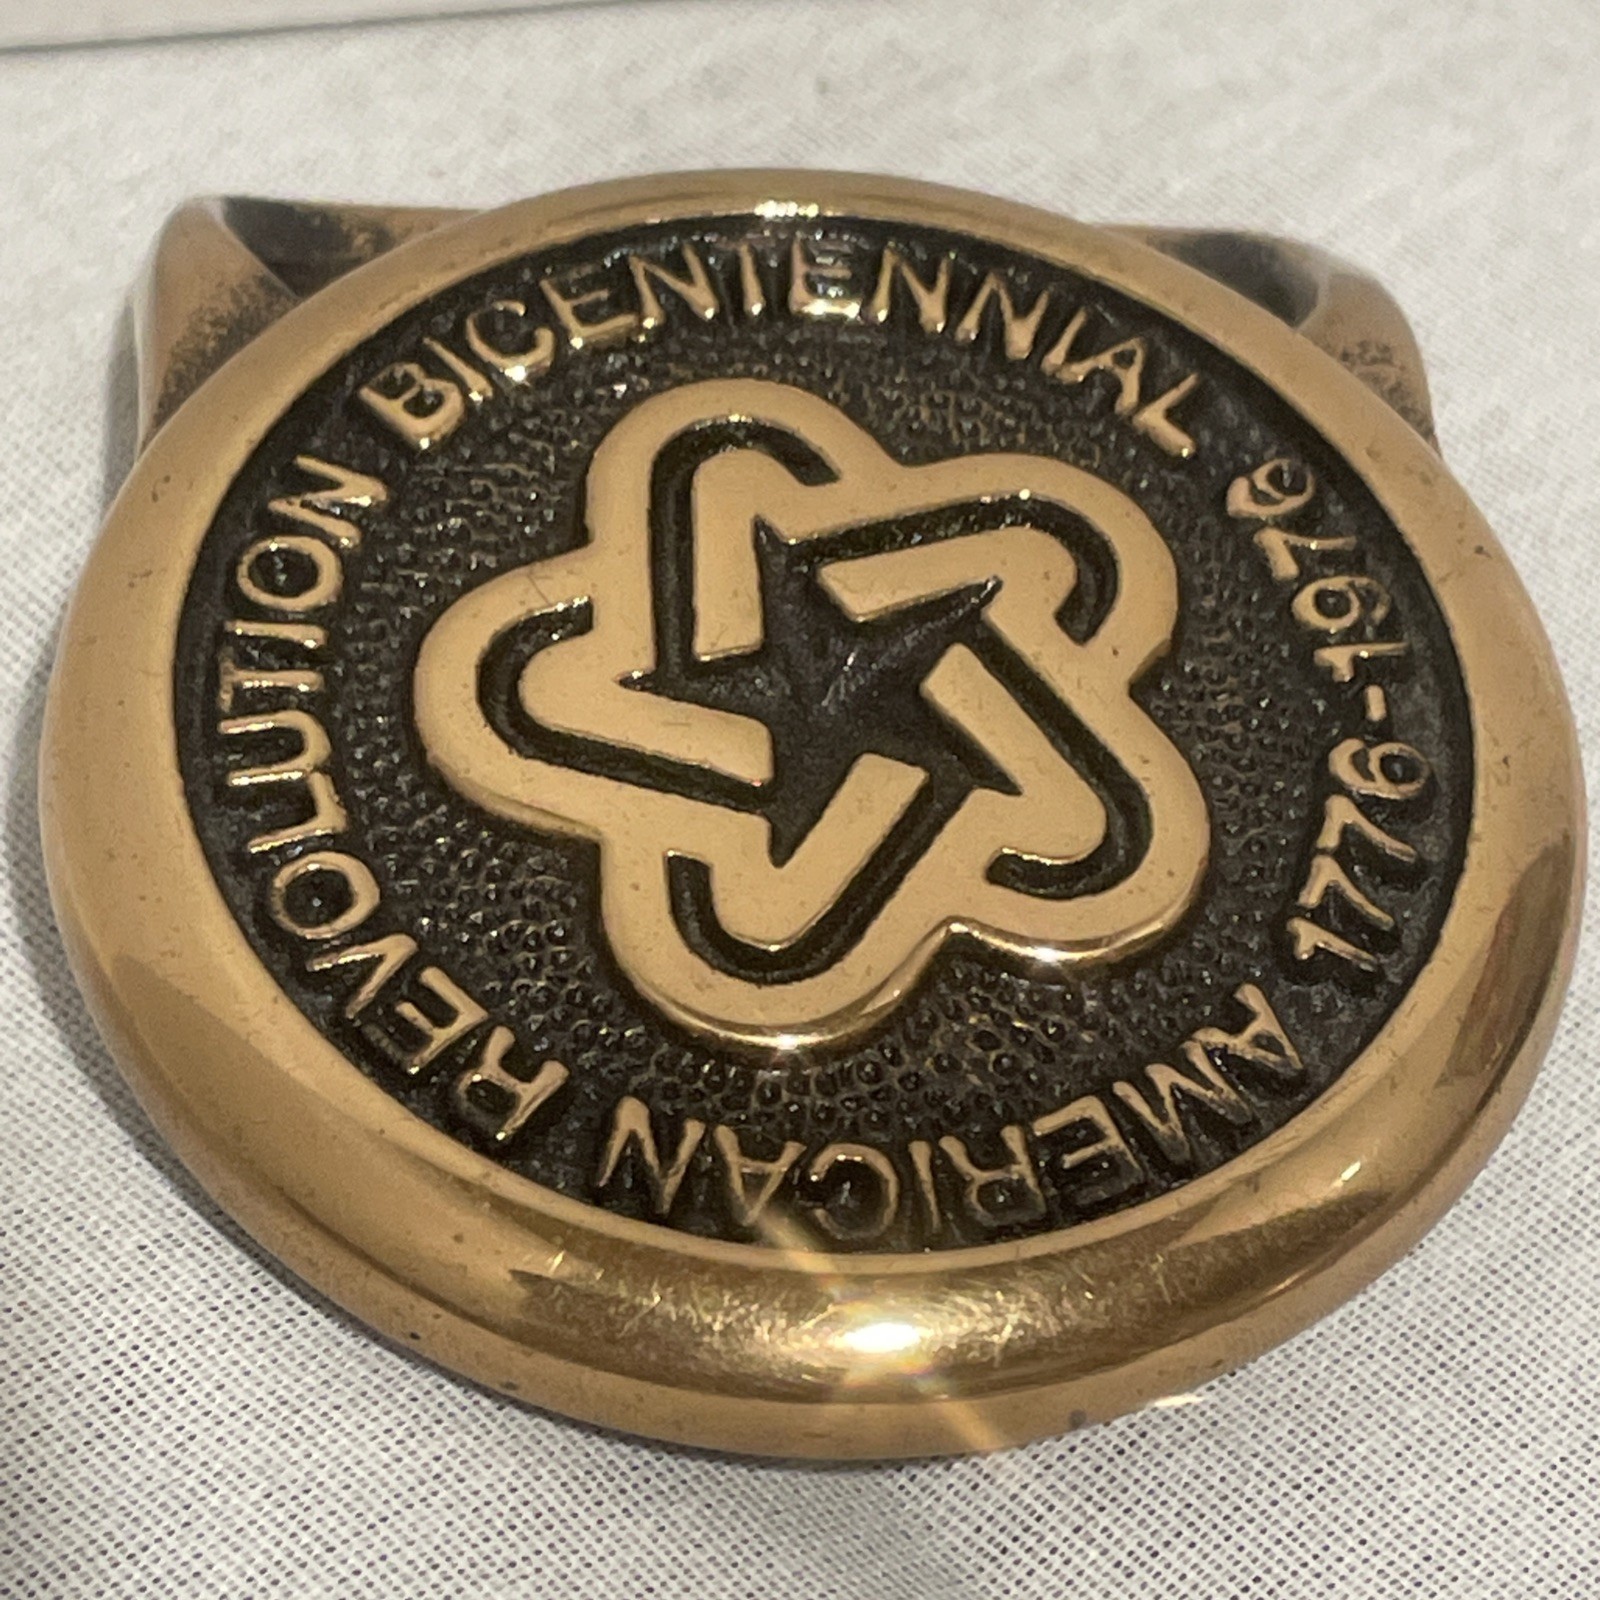 AMERICAN REVOLUTION BICENTENNIAL 1776-1976